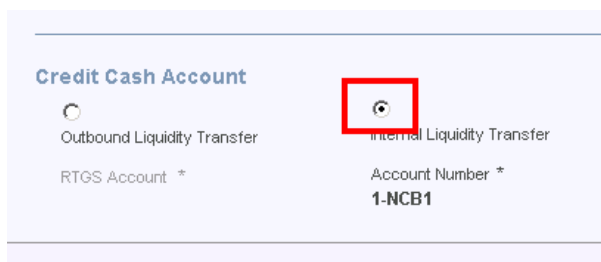 Credit Cash Account
Outbound Liquidity Transfer
Internal Liquidity Transfer
RTGS Account *
Account Number *
1-NCB1